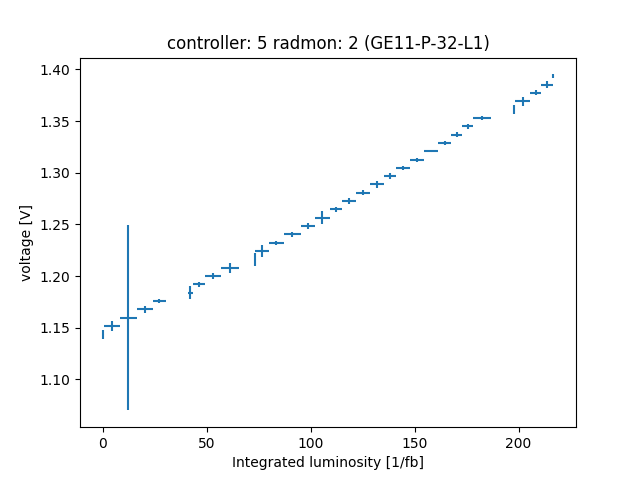 controller: 5 radmon: 2 (GE11-P-32-L1)
1.40
1.35
1.30
1.25
1.20
1.15
1.10
voltage [V]
0 50 100 150 200
Integrated luminosity [1/fb]